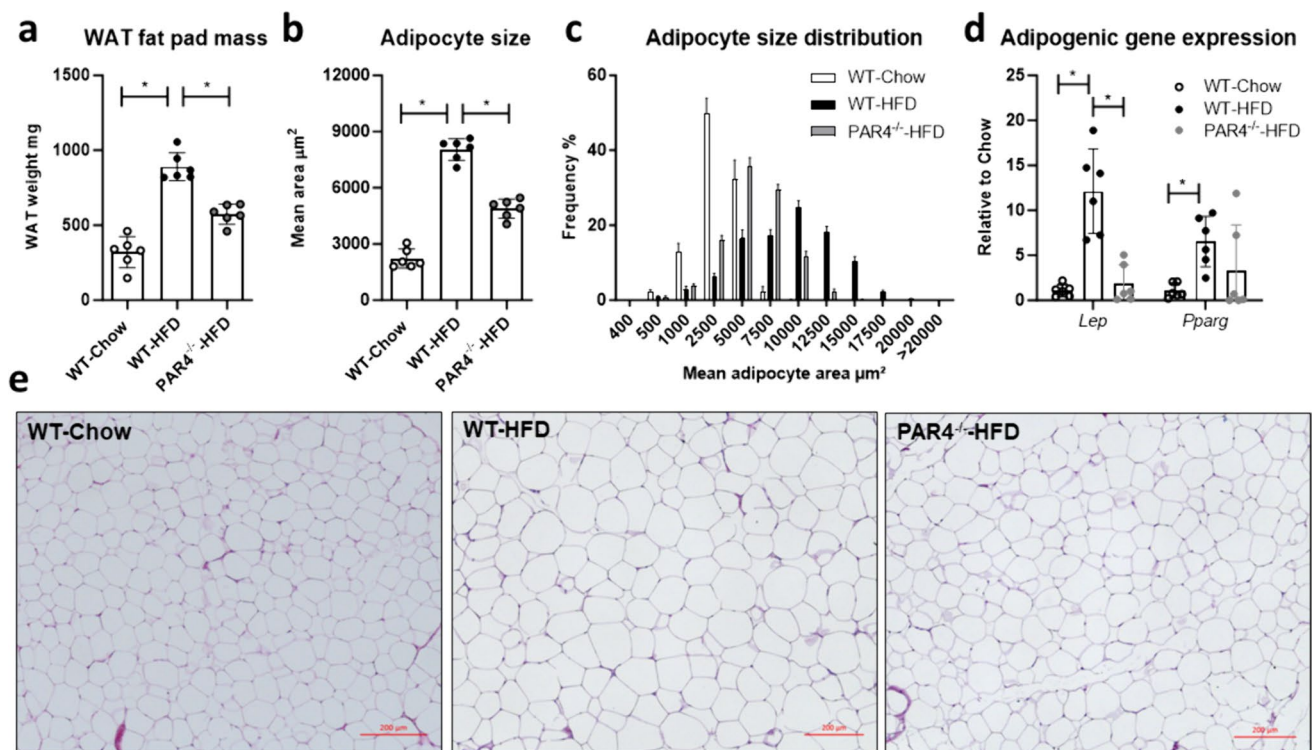 a WAT fat pad mass
WAT weight mg
1500
1000
500
0
* *
WT-Chow
WT-HFD
PAR4-/--HFD
b Adipocyte size
Mean area µm²
12000
9000
6000
3000
0
* *
WT-Chow
WT-HFD
PAR4-/--HFD
c Adipocyte size distribution
Frequency %
60
40
20
0
WT-Chow
WT-HFD
PAR4-/--HFD
400
500
1000
2500
5000
7500
10000
12500
15000
17500
20000
>20000
Mean adipocyte area µm²
d Adipogenic gene expression
Relative to Chow
25
20
15
10
5
0
* * *
WT-Chow
WT-HFD
PAR4-/--HFD
Lep Pparg
e
WT-Chow
200 µm
WT-HFD
200 µm
PAR4-/--HFD
200 µm